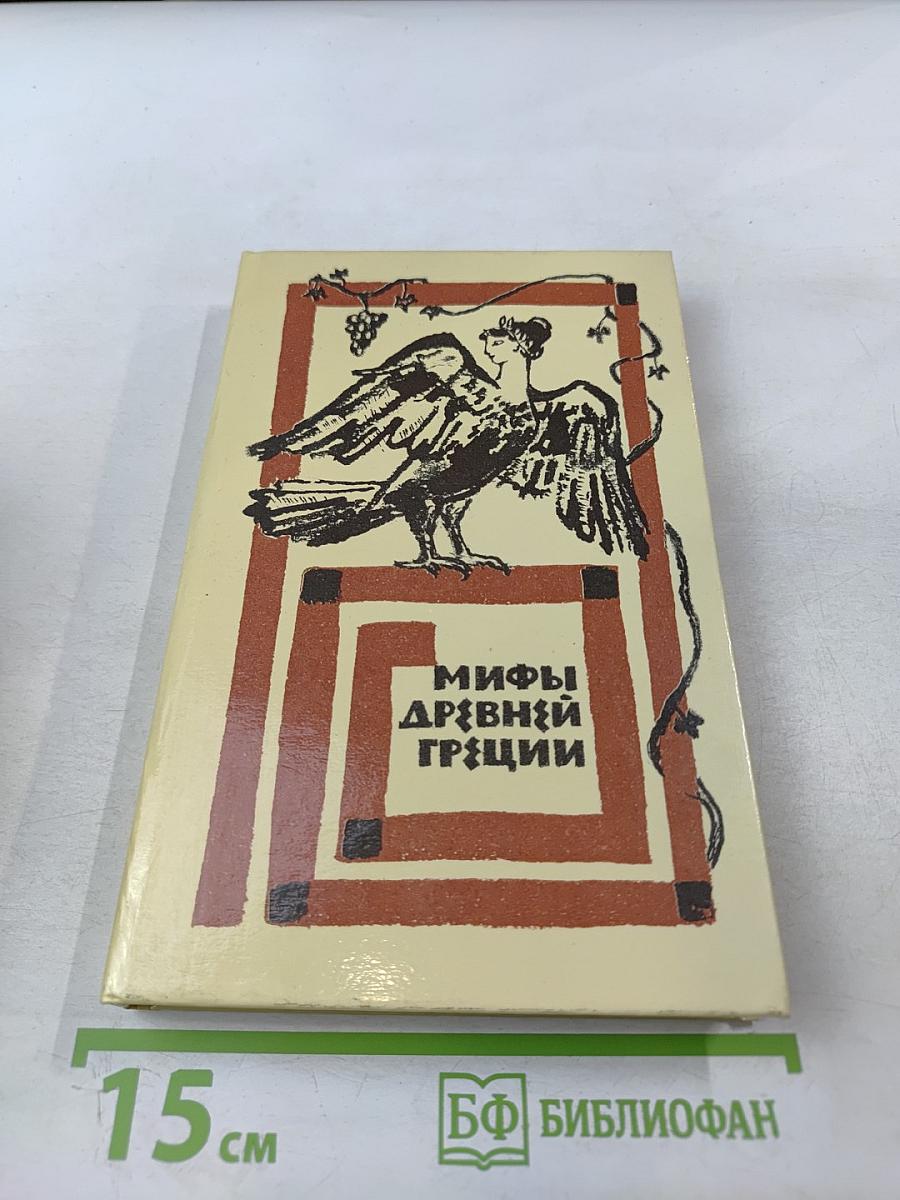 МИФЫ
ДРЕВНЕЙ
ГРЕЦИИ
15 см
БФ БИБЛИОФАН